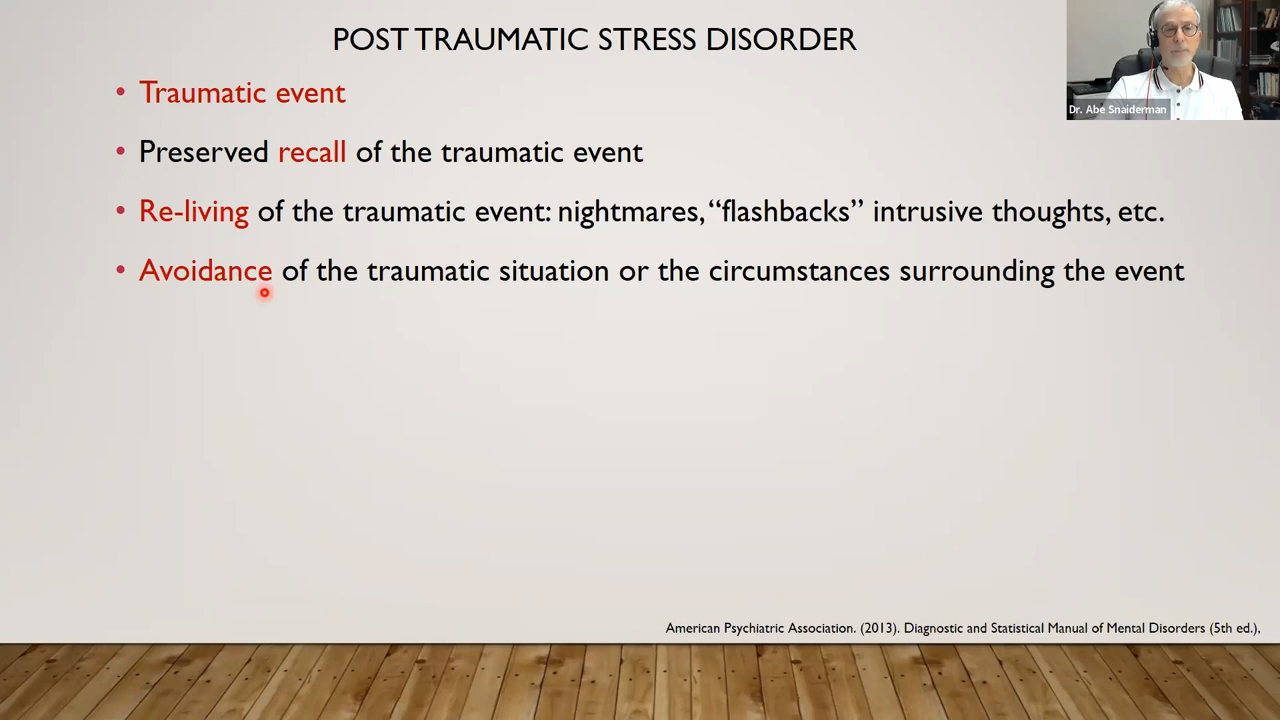 POST TRAUMATIC STRESS DISORDER
• Traumatic event
• Preserved recall of the traumatic event
• Re-living of the traumatic event: nightmares, “flashbacks” intrusive thoughts, etc.
• Avoidance of the traumatic situation or the circumstances surrounding the event
Dr. Abe Snaiderman
American Psychiatric Association. (2013). Diagnostic and Statistical Manual of Mental Disorders (5th ed.),